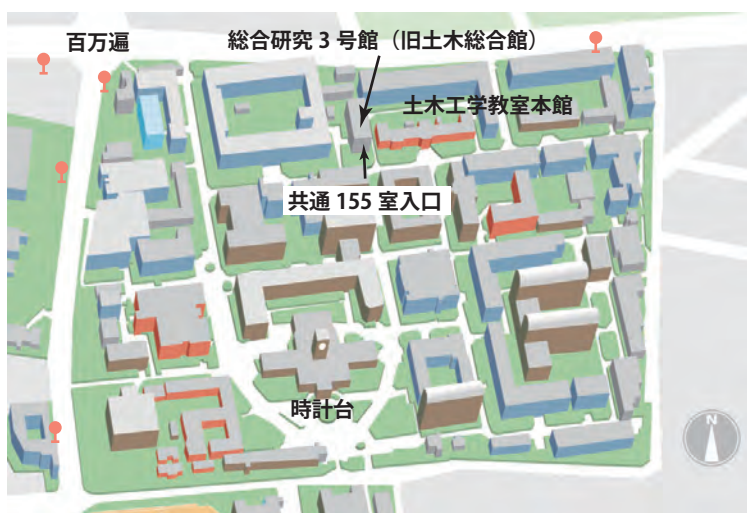 百万遍
総合研究 3 号館（旧土木総合館）
土木工学教室本館
共通 155 室入口
時計台
N